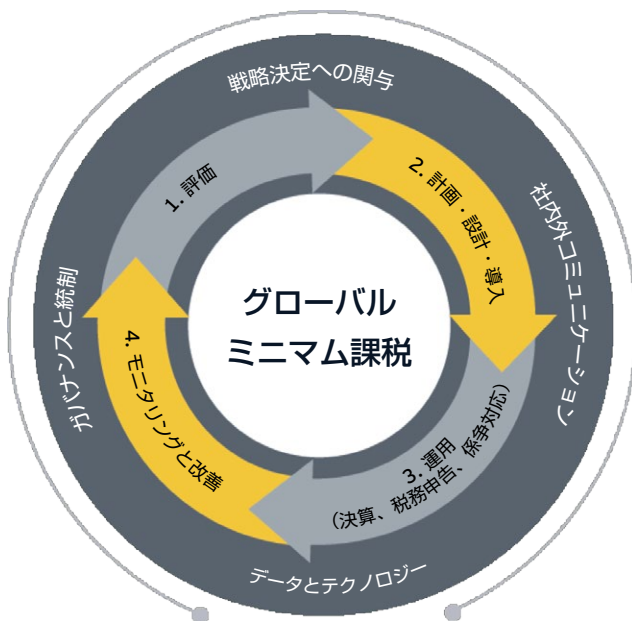 戦略決定への関与
社内外コミュニケーション
データとテクノロジー
ガバナンスと統制
1. 評価
2. 計画・設計・導入
3. 運用
（決算、税務申告、係争対応）
4. モニタリングと改善
グローバル
ミニマム課税